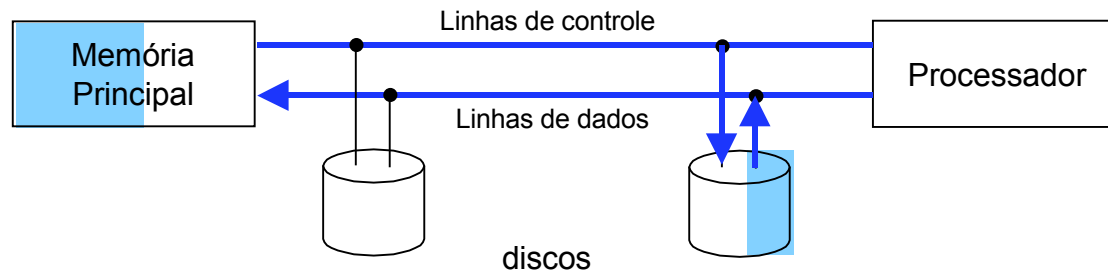 Linhas de controle
Memória
Principal
Processador
Linhas de dados
discos